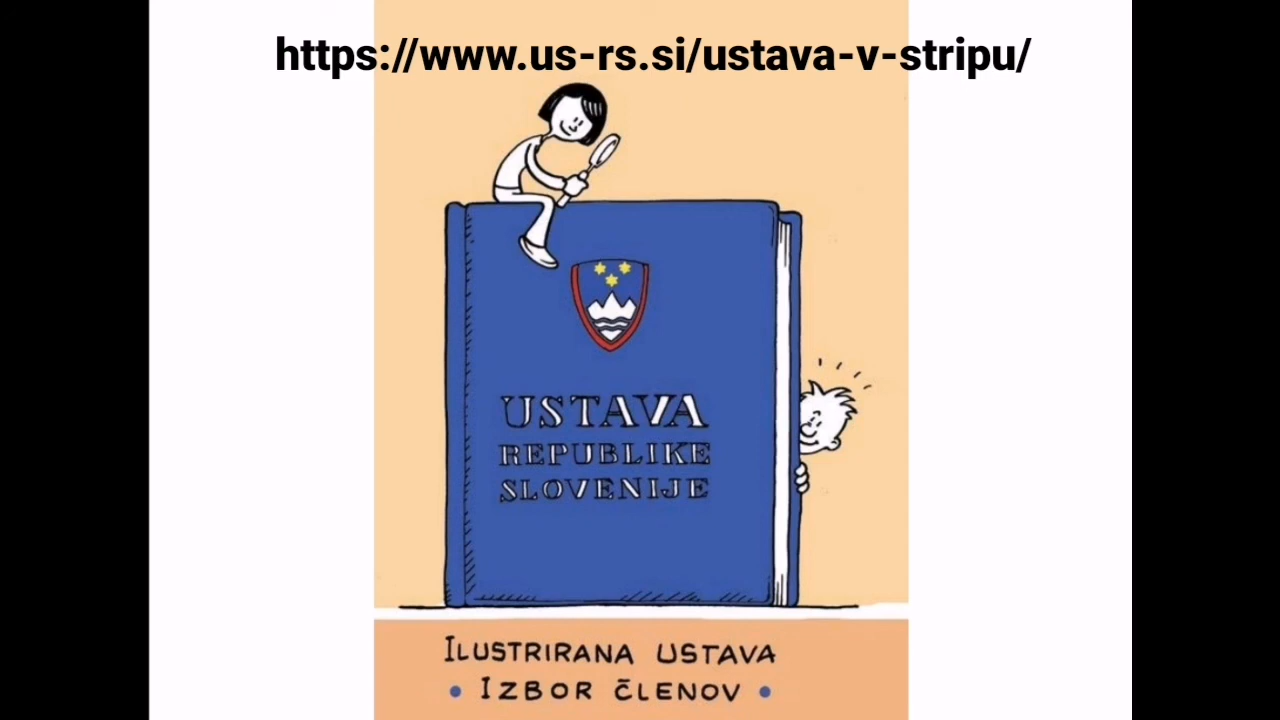 https://www.us-rs.si/ustava-v-stripu/
USTAVA
REPUBLIKE
SLOVENIJE
ILUSTRIRANA USTAVA
• IZBOR ČLENOV •